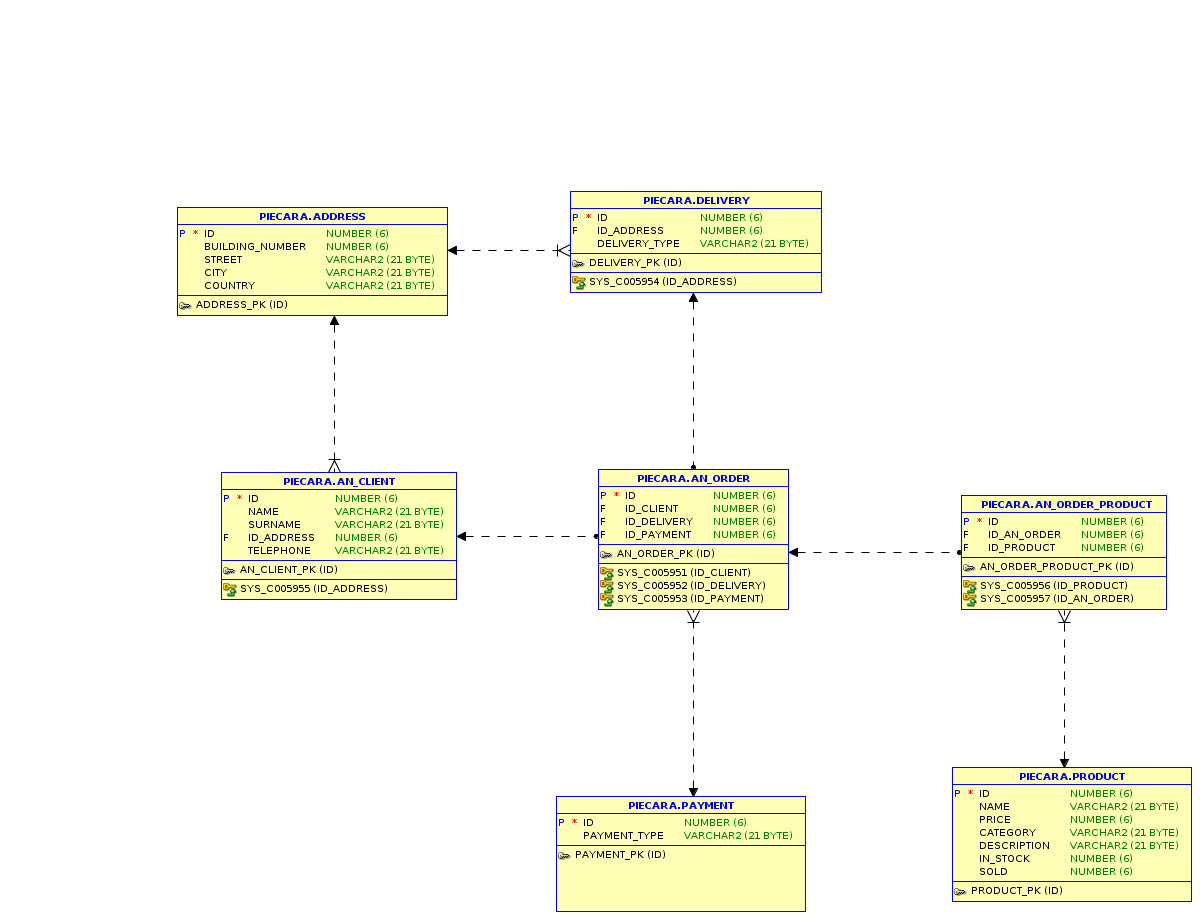 PIECARA.ADDRESS
P * ID NUMBER (6)
BUILDING_NUMBER NUMBER (6)
STREET VARCHAR2 (21 BYTE)
CITY VARCHAR2 (21 BYTE)
COUNTRY VARCHAR2 (21 BYTE)
ADDRESS_PK (ID)
PIECARA.DELIVERY
P * ID NUMBER (6)
F ID_ADDRESS NUMBER (6)
DELIVERY_TYPE VARCHAR2 (21 BYTE)
DELIVERY_PK (ID)
SYS_C005954 (ID_ADDRESS)
PIECARA.AN_CLIENT
P * ID NUMBER (6)
NAME VARCHAR2 (21 BYTE)
SURNAME VARCHAR2 (21 BYTE)
F ID_ADDRESS NUMBER (6)
TELEPHONE VARCHAR2 (21 BYTE)
AN_CLIENT_PK (ID)
SYS_C005955 (ID_ADDRESS)
PIECARA.AN_ORDER
P * ID NUMBER (6)
F ID_CLIENT NUMBER (6)
F ID_DELIVERY NUMBER (6)
F ID_PAYMENT NUMBER (6)
AN_ORDER_PK (ID)
SYS_C005951 (ID_CLIENT)
SYS_C005952 (ID_DELIVERY)
SYS_C005953 (ID_PAYMENT)
PIECARA.AN_ORDER_PRODUCT
P * ID NUMBER (6)
F ID_AN_ORDER NUMBER (6)
F ID_PRODUCT NUMBER (6)
AN_ORDER_PRODUCT_PK (ID)
SYS_C005956 (ID_PRODUCT)
SYS_C005957 (ID_AN_ORDER)
PIECARA.PAYMENT
P * ID NUMBER (6)
PAYMENT_TYPE VARCHAR2 (21 BYTE)
PAYMENT_PK (ID)
PIECARA.PRODUCT
P * ID NUMBER (6)
NAME VARCHAR2 (21 BYTE)
PRICE NUMBER (6)
CATEGORY VARCHAR2 (21 BYTE)
DESCRIPTION VARCHAR2 (21 BYTE)
IN_STOCK NUMBER (6)
SOLD NUMBER (6)
PRODUCT_PK (ID)